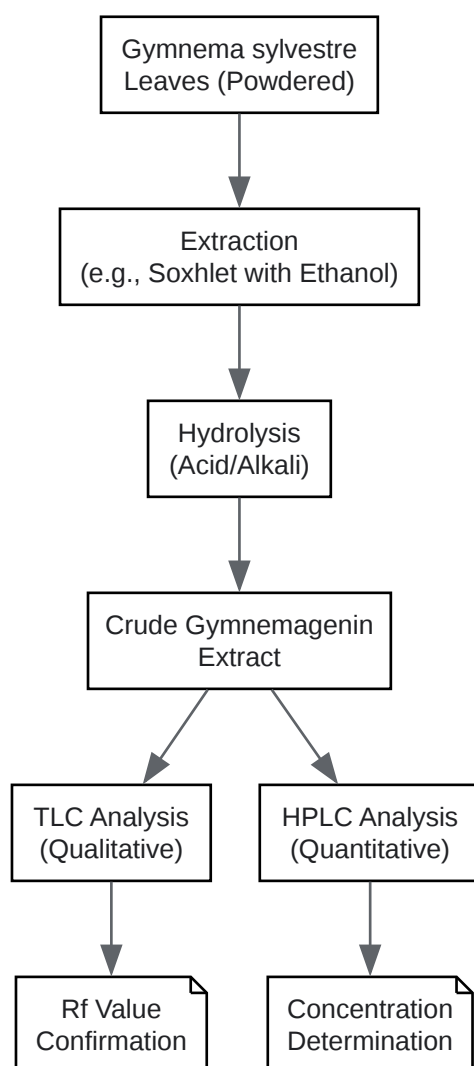 Gymnema sylvestre
Leaves (Powdered)
Extraction
(e.g., Soxhlet with Ethanol)
Hydrolysis
(Acid/Alkali)
Crude Gymnemagenin
Extract
TLC Analysis
(Qualitative)
HPLC Analysis
(Quantitative)
Rf Value
Confirmation
Concentration
Determination